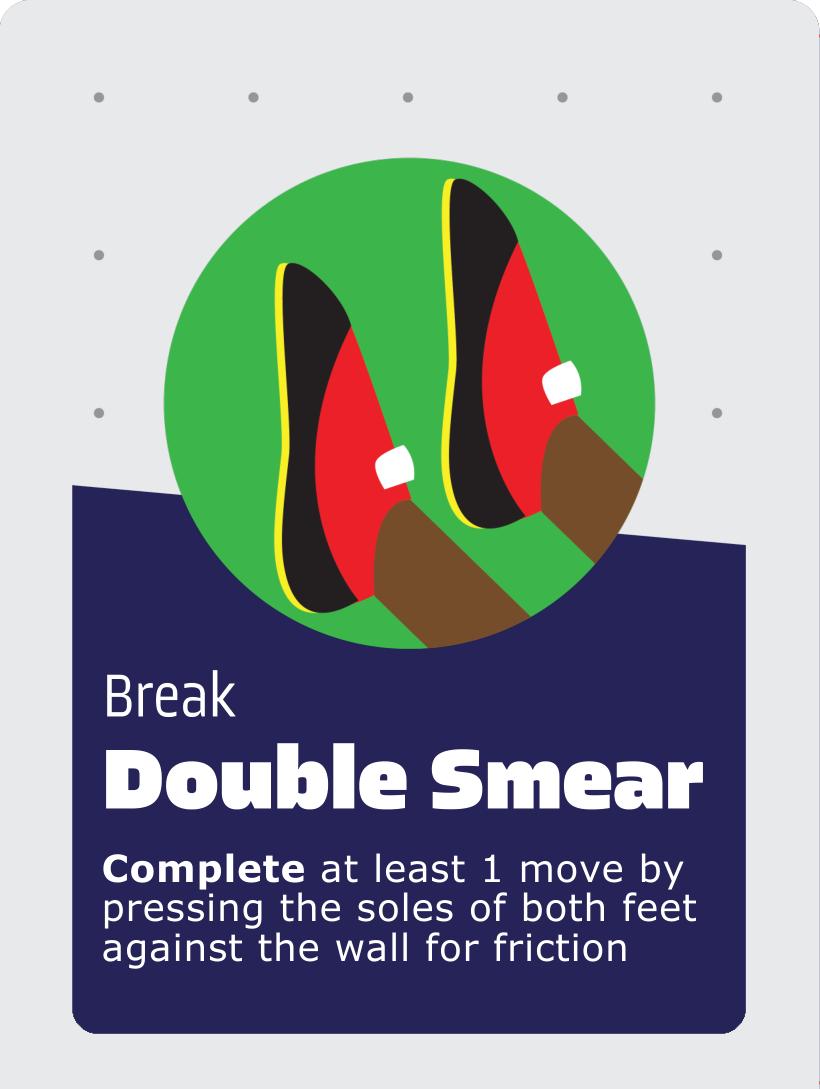 Break
Double Smear
Complete at least 1 move by
pressing the soles of both feet
against the wall for friction